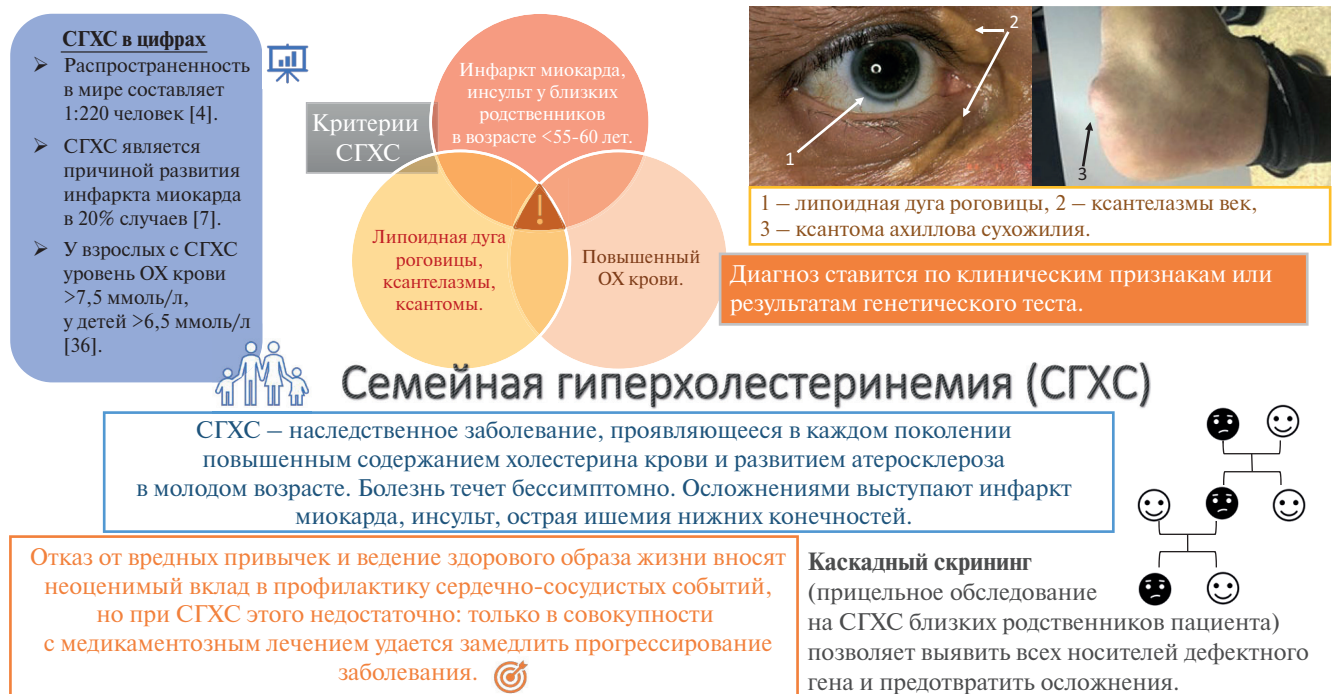 СГХС в цифрах
➢ Распространенность
в мире составляет
1:220 человек [4].
➢ СГХС является
причиной развития
инфаркта миокарда
в 20% случаев [7].
➢ У взрослых с СГХС
уровень ОХ крови
>7,5 ммоль/л,
у детей >6,5 ммоль/л
[36].
Критерии
СГХС
Инфаркт миокарда,
инсульт у близких
родственников
в возрасте <55-60 лет.
Липоидная дуга
роговицы,
ксантелазмы,
ксантомы.
Повышенный
ОХ крови.
!
1
2
3
1 – липоидная дуга роговицы, 2 – ксантелазмы век,
3 – ксантома ахиллова сухожилия.
Диагноз ставится по клиническим признакам или
результатам генетического теста.
Семейная гиперхолестеринемия (СГХС)
СГХС – наследственное заболевание, проявляющееся в каждом поколении
повышенным содержанием холестерина крови и развитием атеросклероза
в молодом возрасте. Болезнь течет бессимптомно. Осложнениями выступают инфаркт
миокарда, инсульт, острая ишемия нижних конечностей.
Отказ от вредных привычек и ведение здорового образа жизни вносят
неоценимый вклад в профилактику сердечно-сосудистых событий,
но при СГХС этого недостаточно: только в совокупности
с медикаментозным лечением удается замедлить прогрессирование
заболевания.
Каскадный скрининг
(прицельное обследование
на СГХС близких родственников пациента)
позволяет выявить всех носителей дефектного
гена и предотвратить осложнения.